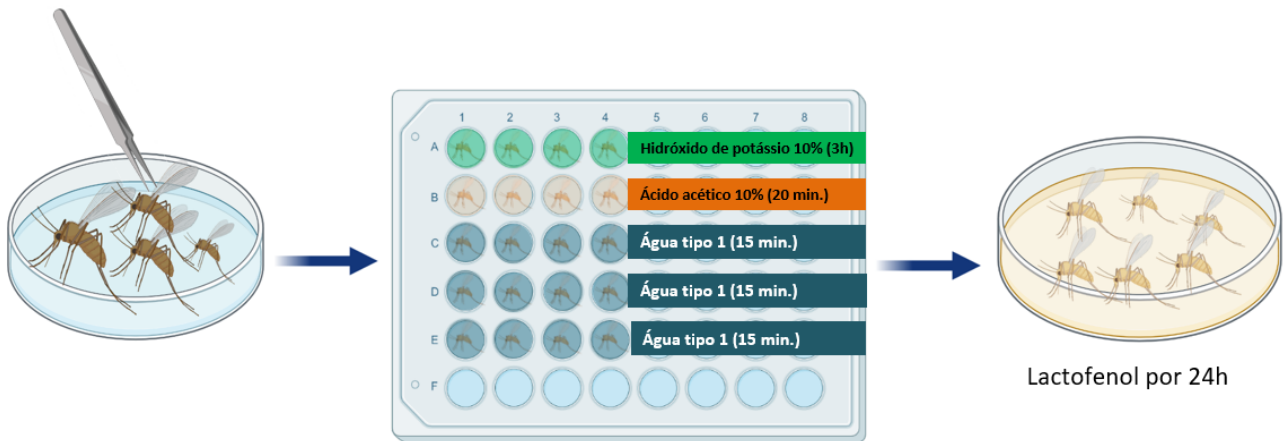 1 2 3 4 5 6 7 8
A Hidróxido de potássio 10% (3h)
B Ácido acético 10% (20 min.)
C Água tipo 1 (15 min.)
D Água tipo 1 (15 min.)
E Água tipo 1 (15 min.)
F
Lactofenol por 24h